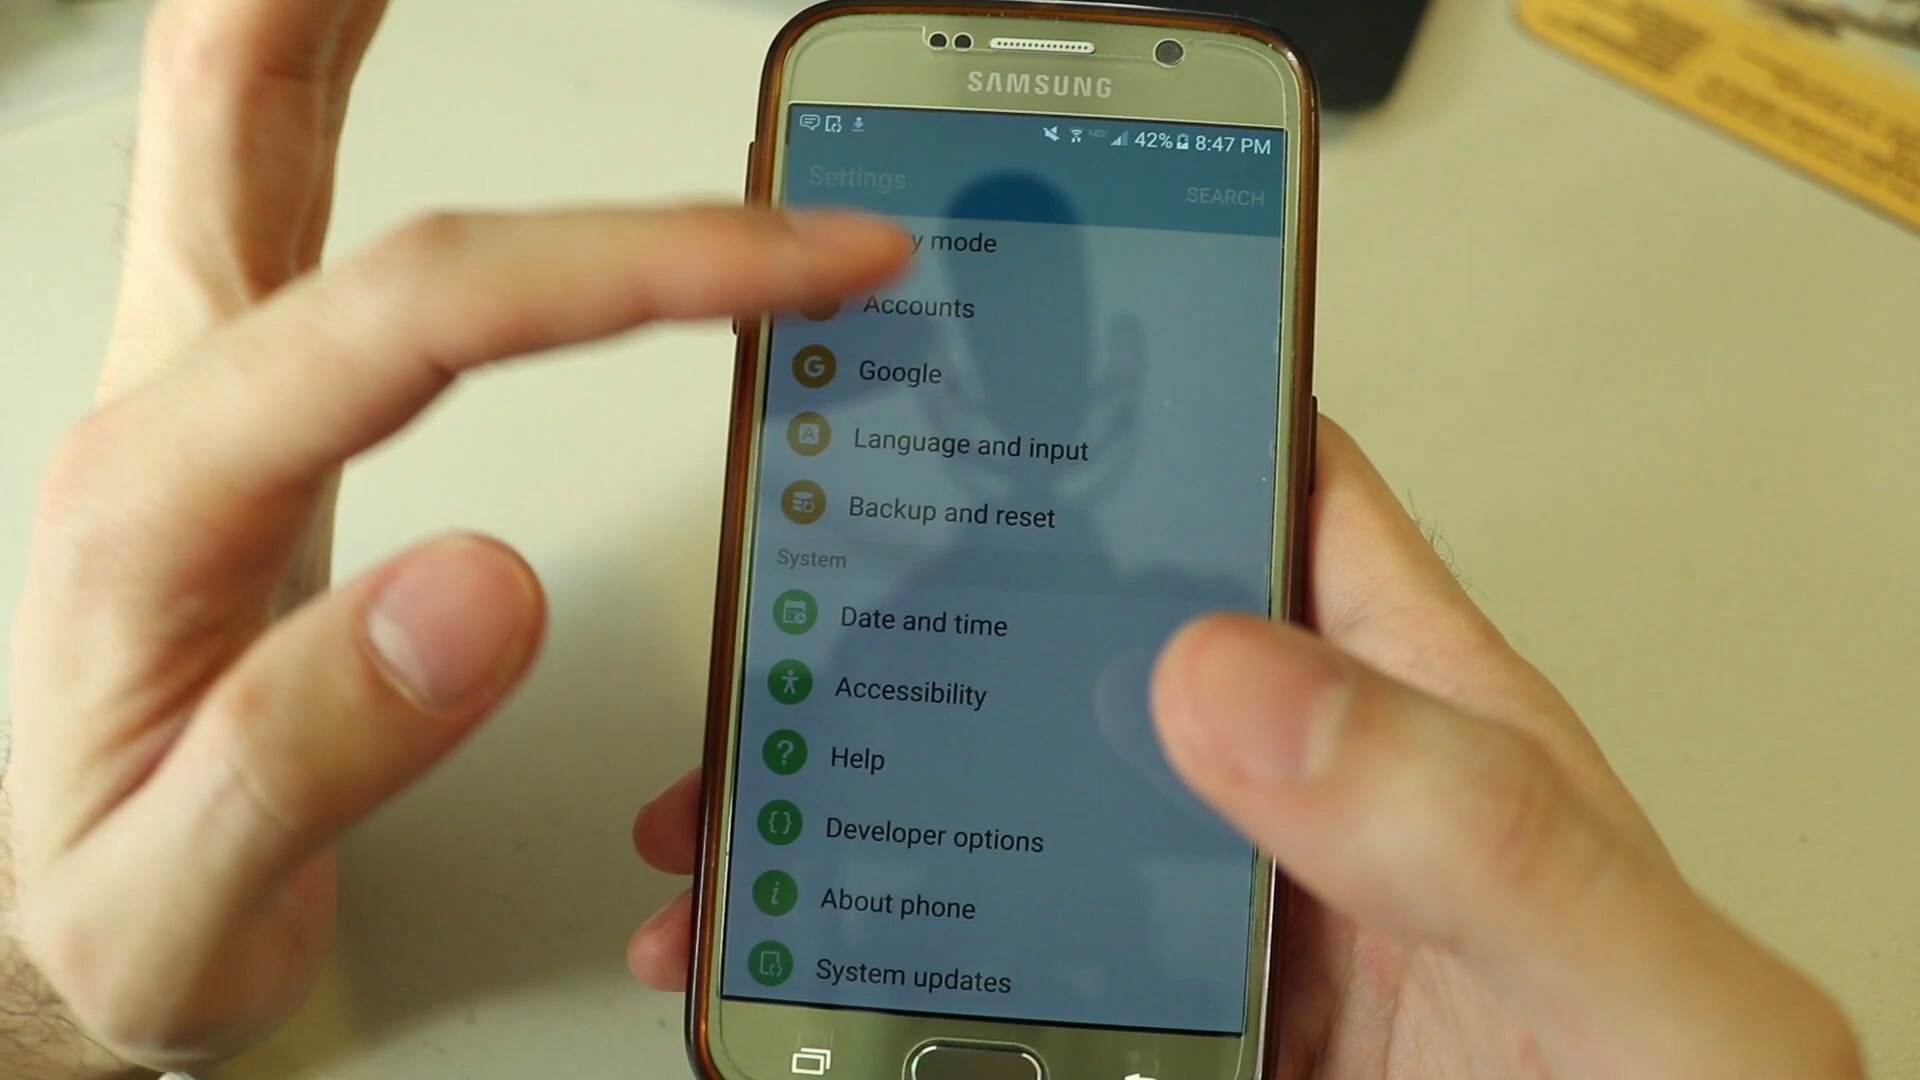 SAMSUNG
42% 8:47 PM
Settings
SEARCH
y mode
Accounts
Google
Language and input
Backup and reset
System
Date and time
Accessibility
Help
Developer options
About phone
System updates